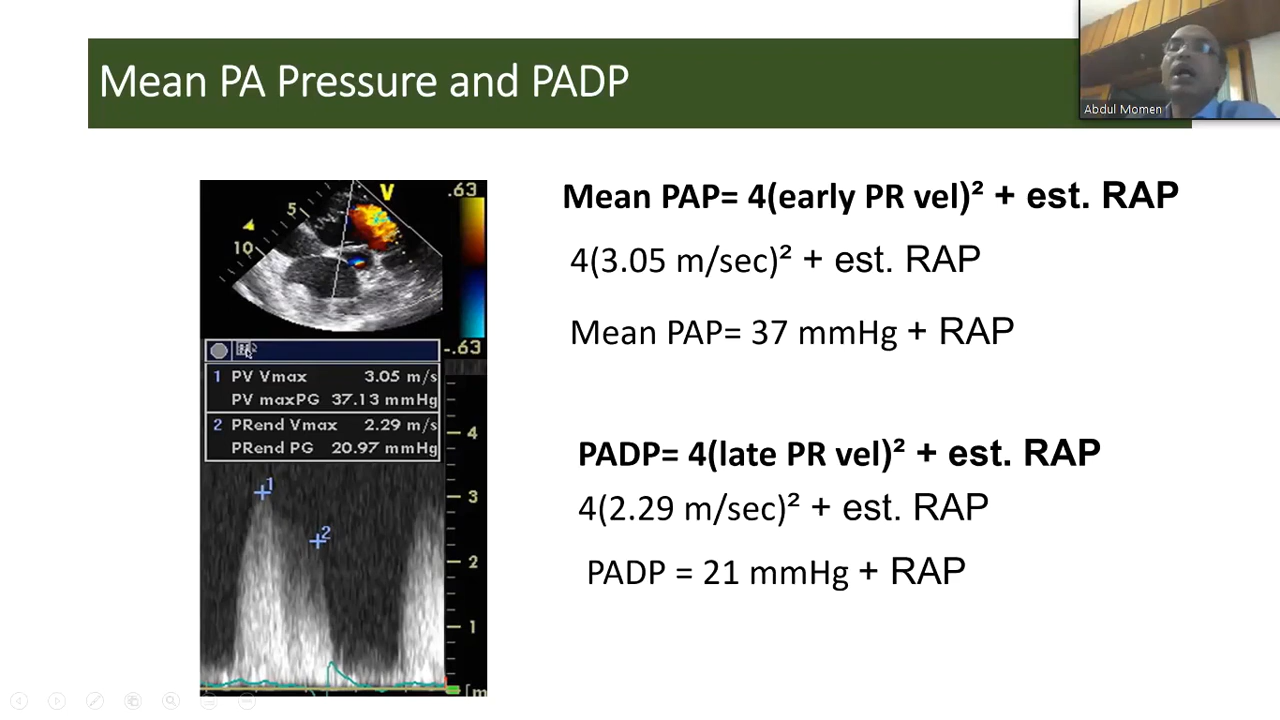 Mean PA Pressure and PADP
Abdul Momen
Mean PAP= 4(early PR vel)² + est. RAP
4(3.05 m/sec)² + est. RAP
Mean PAP= 37 mmHg + RAP
PADP= 4(late PR vel)² + est. RAP
4(2.29 m/sec)² + est. RAP
PADP = 21 mmHg + RAP
V
.63
5
10
-.63
1 PV Vmax 3.05 m/s
PV maxPG 37.13 mmHg
2 PRend Vmax 2.29 m/s
PRend PG 20.97 mmHg
4
1
3
2
2
1